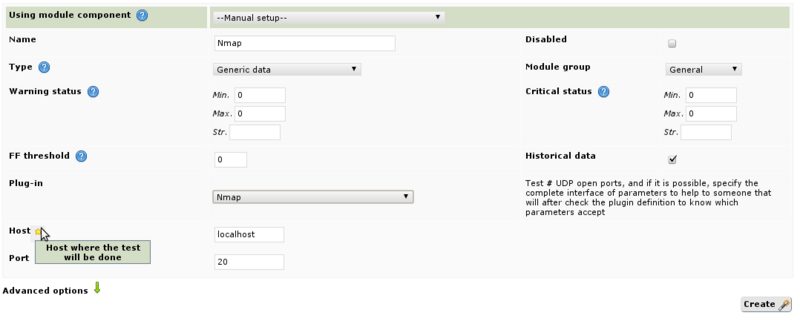 Using module component --Manual setup--
Name Nmap Disabled
Type Generic data Module group General
Warning status Min. 0 Critical status Min. 0
Max. 0 Max. 0
Str. Str.
FF threshold 0 Historical data
Plug-in Nmap Test # UDP open ports, and if it is possible, specify the
complete interface of parameters to help to someone that
will after check the plugin definition to know which
parameters accept
Host localhost
Host where the test
will be done
Port 20
Advanced options
Create